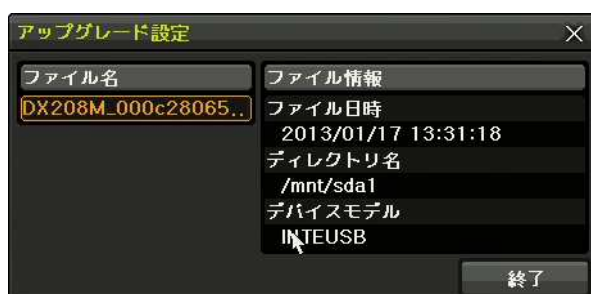 アップグレード設定
ファイル名
DX208M_000c28065..
ファイル情報
ファイル日時
2013/01/17 13:31:18
ディレクトリ名
/mnt/sda1
デバイスモデル
INTEUSB
終了